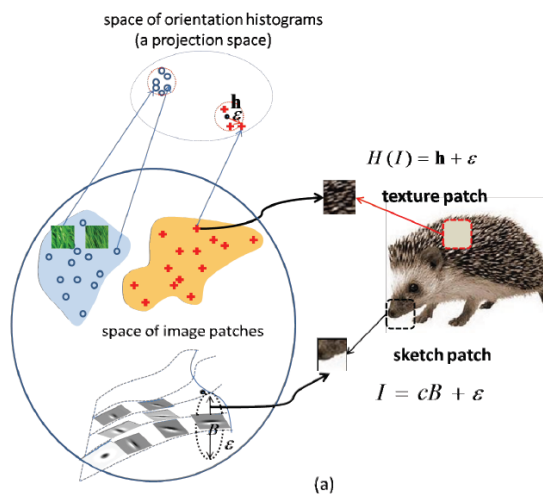 space of orientation histograms
(a projection space)
h
ε
H(I) = h + ε
texture patch
space of image patches
sketch patch
B
ε
I = cB + ε
(a)